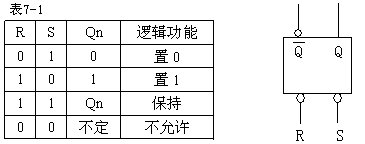 表7-1
R S Qn 逻辑功能
0 1 0 置0
1 0 1 置1
1 1 Qn 保持
0 0 不定 不允许
Q̅ Q
R S